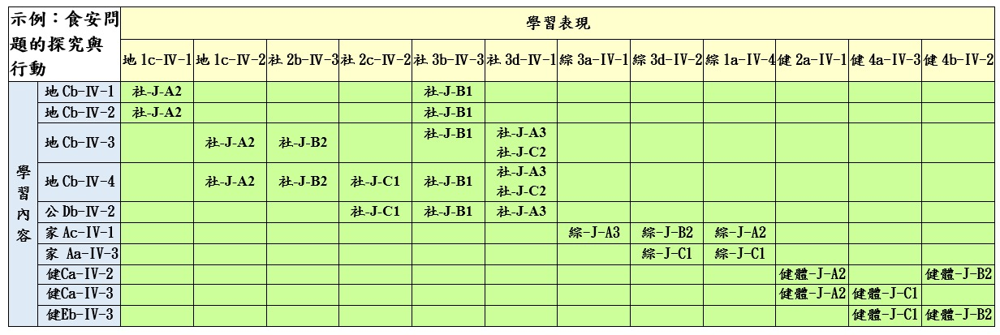 示例：食安問
題的探究與
行動
學習表現
地 1c-IV-1 地 1c-IV-2 社 2b-IV-3 社 2c-IV-2 社 3b-IV-3 社 3d-IV-1 綜 3a-IV-1 綜 3d-IV-2 綜 1a-IV-4 健 2a-IV-1 健 4a-IV-3 健 4b-IV-2
學習內容
地 Cb-IV-1 社-J-A2 社-J-B1
地 Cb-IV-2 社-J-A2 社-J-B1
地 Cb-IV-3 社-J-A2 社-J-B2 社-J-B1 社-J-A3
社-J-C2
地 Cb-IV-4 社-J-A2 社-J-B2 社-J-C1 社-J-B1 社-J-A3
社-J-C2
公 Db-IV-2 社-J-C1 社-J-B1 社-J-A3
家 Ac-IV-1 綜-J-A3 綜-J-B2 綜-J-A2
家 Aa-IV-3 綜-J-C1 綜-J-C1
健Ca-IV-2 健體-J-A2 健體-J-B2
健Ca-IV-3 健體-J-A2 健體-J-C1
健Eb-IV-3 健體-J-C1 健體-J-B2